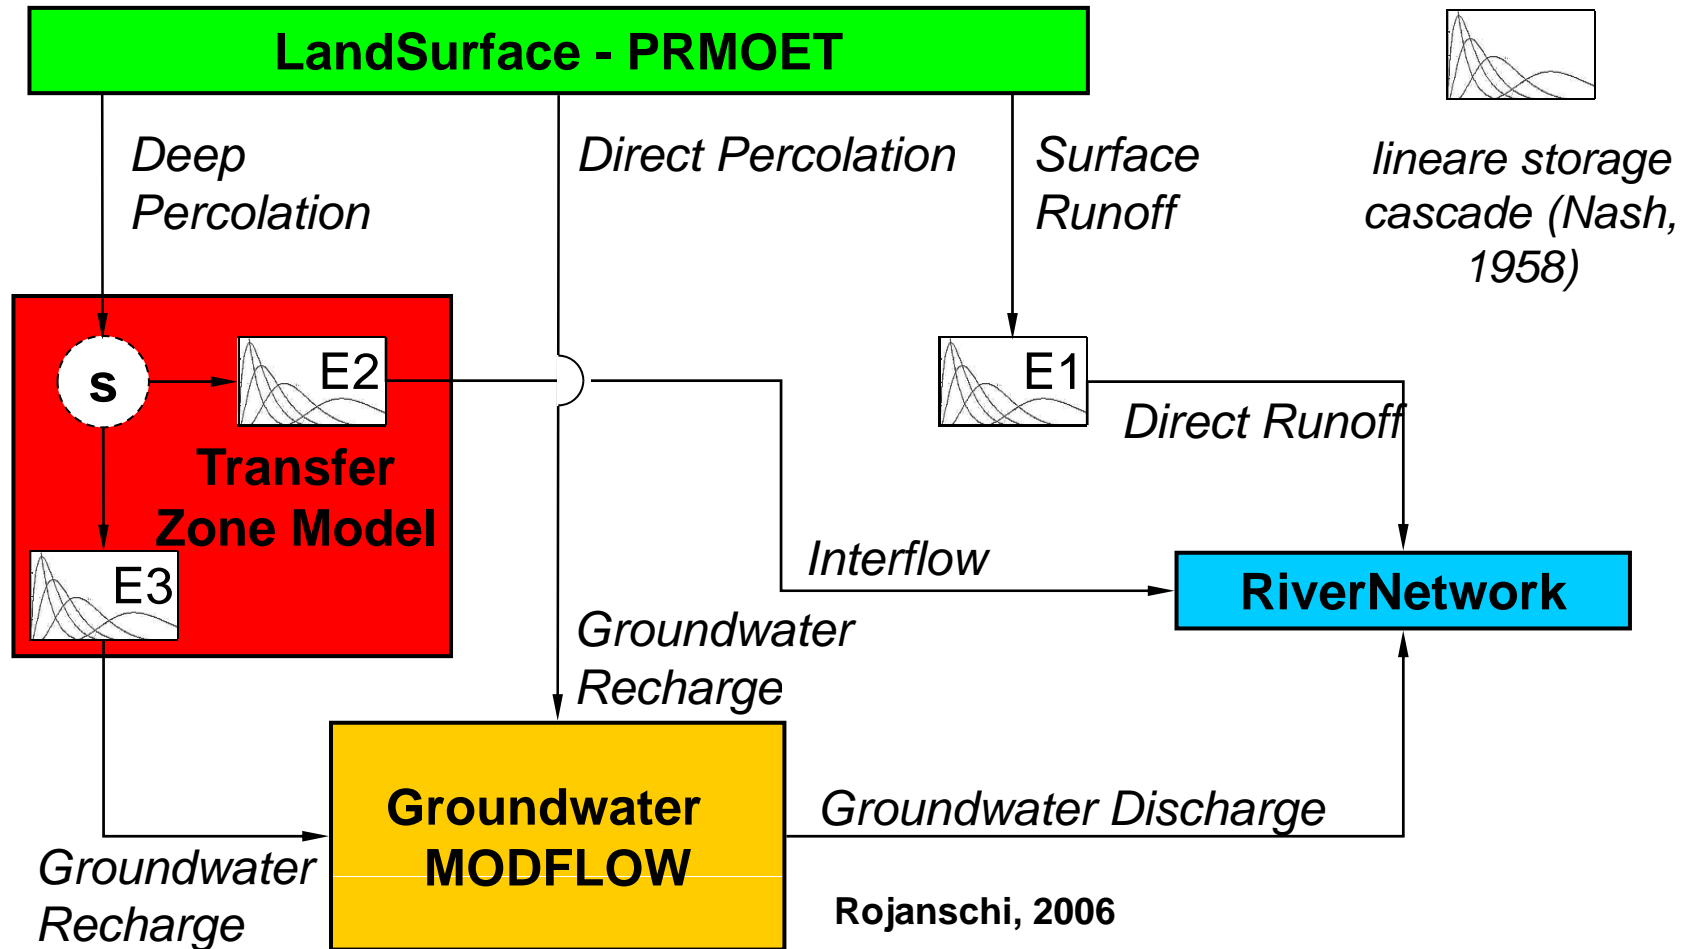 LandSurface - PRMOET
Deep
Percolation
Direct Percolation
Surface
Runoff
lineare storage
cascade (Nash,
1958)
s
E2
E1
Direct Runoff
Transfer
Zone Model
E3
Interflow
RiverNetwork
Groundwater
Recharge
Groundwater
MODFLOW
Groundwater Discharge
Groundwater
Recharge
Rojanschi, 2006